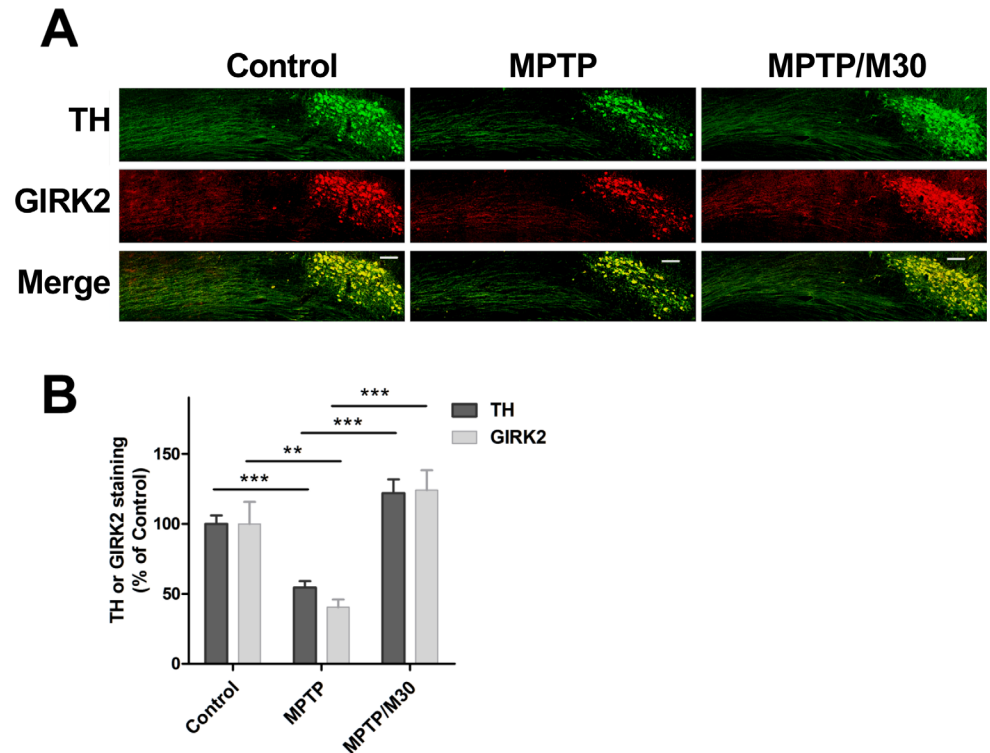 A
Control MPTP MPTP/M30
TH
GIRK2
Merge
B
***
***
**
***
TH
GIRK2
TH or GIRK2 staining
(% of Control)
150
100
50
0
Control
MPTP
MPTP/M30